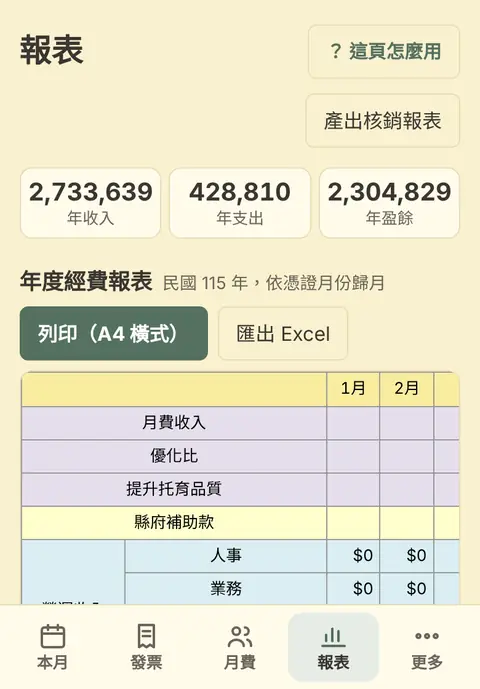 報表
? 這頁怎麼用
產出核銷報表
2,733,639 428,810 2,304,829
年收入 年支出 年盈餘
年度經費報表 民國 115 年，依憑證月份歸月
列印（A4 橫式） 匯出 Excel
1月 2月
月費收入
優化比
提升托育品質
縣府補助款
人事 $0 $0
業務 $0 $0
本月 發票 月費 報表 更多